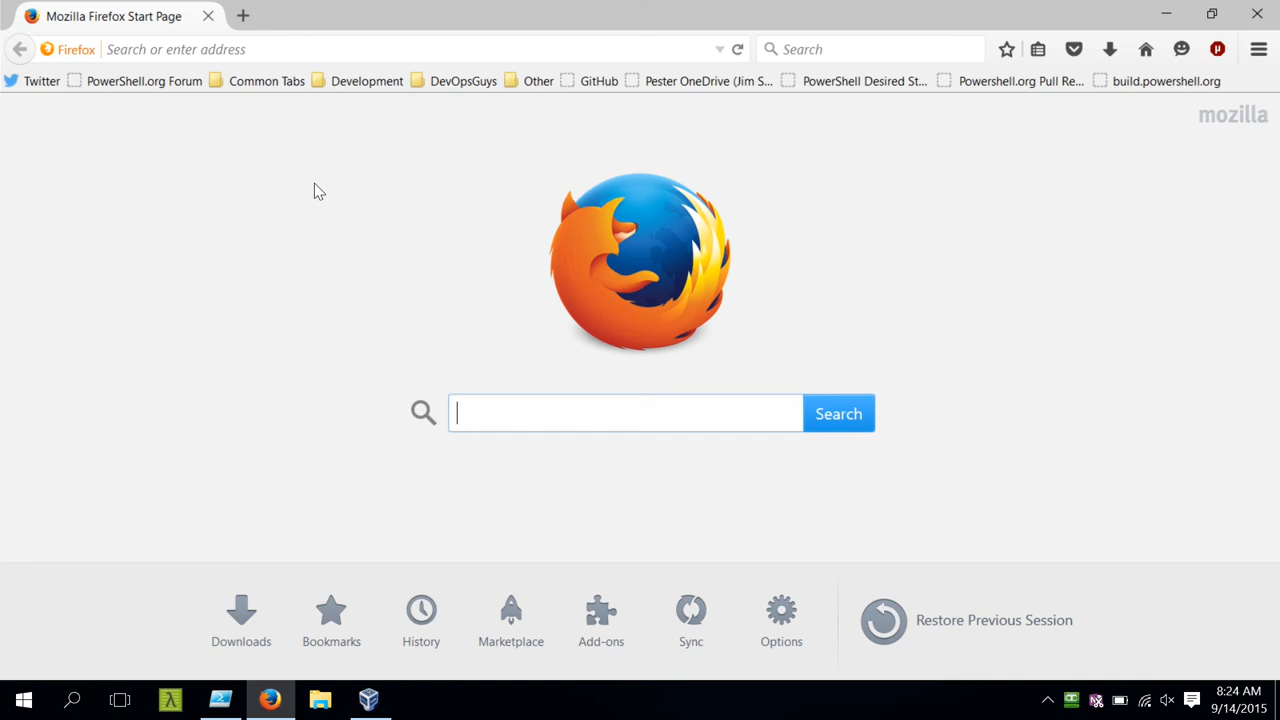 Mozilla Firefox Start Page
Firefox Search or enter address Search
Twitter PowerShell.org Forum Common Tabs Development DevOpsGuys Other GitHub Pester OneDrive (Jim S... PowerShell Desired St... Powershell.org Pull Re... build.powershell.org
mozilla
Search
Downloads Bookmarks History Marketplace Add-ons Sync Options Restore Previous Session
8:24 AM
9/14/2015